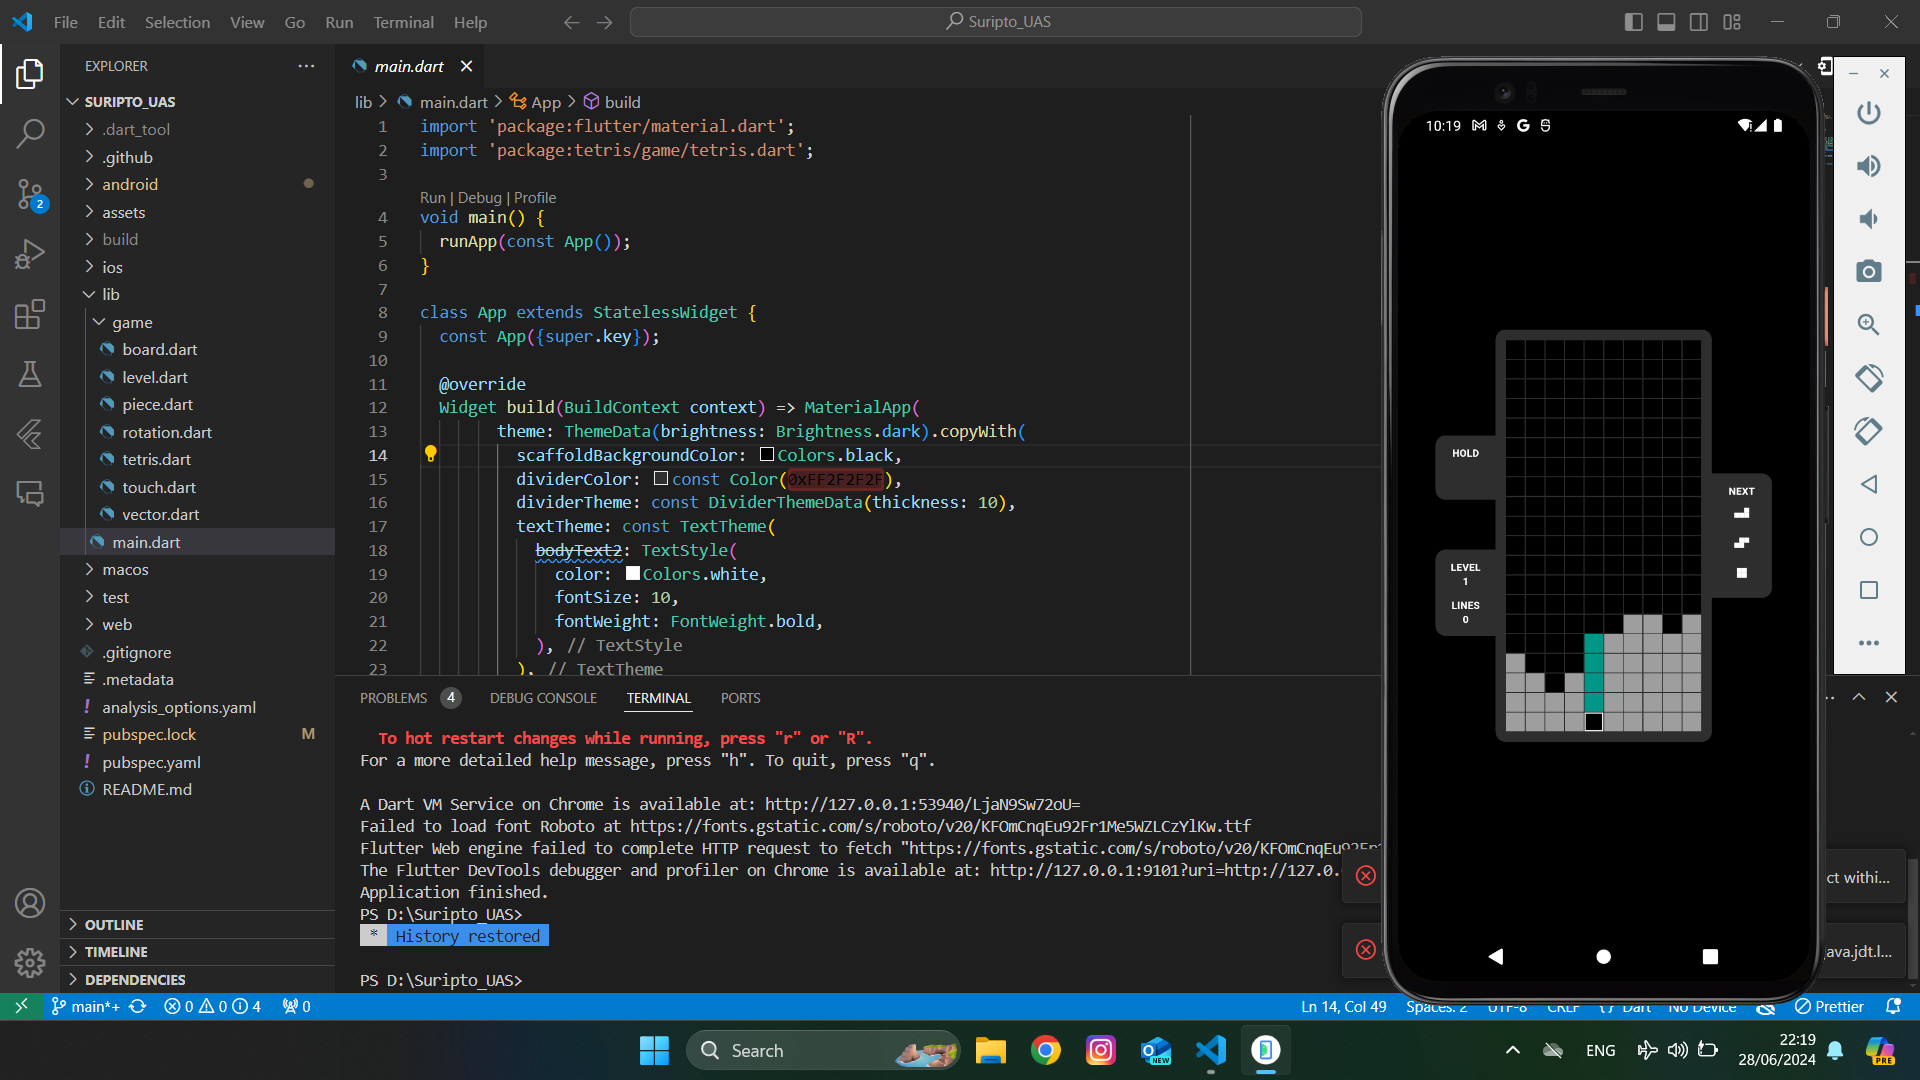 File Edit Selection View Go Run Terminal Help
Suripto_UAS
EXPLORER
SURIPTO_UAS
.dart_tool
.github
android
assets
build
ios
lib
game
board.dart
level.dart
piece.dart
rotation.dart
tetris.dart
touch.dart
vector.dart
main.dart
macos
test
web
.gitignore
.metadata
analysis_options.yaml
pubspec.lock M
pubspec.yaml
README.md
OUTLINE
TIMELINE
DEPENDENCIES
2
main.dart
lib > main.dart > App > build
1 import 'package:flutter/material.dart';
2 import 'package:tetris/game/tetris.dart';
3
Run | Debug | Profile
4 void main() {
5 runApp(const App());
6 }
7
8 class App extends StatelessWidget {
9 const App({super.key});
10
11 @override
12 Widget build(BuildContext context) => MaterialApp(
13 theme: ThemeData(brightness: Brightness.dark).copyWith(
14 scaffoldBackgroundColor: Colors.black,
15 dividerColor: const Color(0xFF2F2F2F),
16 dividerTheme: const DividerThemeData(thickness: 10),
17 textTheme: const TextTheme(
18 bodyText2: TextStyle(
19 color: Colors.white,
20 fontSize: 10,
21 fontWeight: FontWeight.bold,
22 ), // TextStyle
23 ), // TextTheme
PROBLEMS 4 DEBUG CONSOLE TERMINAL PORTS
To hot restart changes while running, press "r" or "R".
For a more detailed help message, press "h". To quit, press "q".
A Dart VM Service on Chrome is available at: http://127.0.0.1:53940/LjaN9Sw72oU=
Failed to load font Roboto at https://fonts.gstatic.com/s/roboto/v20/KFOmCnqEu92Fr1Me5WZLCzYlKw.ttf
Flutter Web engine failed to complete HTTP request to fetch "https://fonts.gstatic.com/s/roboto/v20/KFOmCnqEu92Fr1
The Flutter DevTools debugger and profiler on Chrome is available at: http://127.0.0.1:9101?uri=http://127.0.
Application finished.
PS D:\Suripto_UAS>
* History restored
PS D:\Suripto_UAS>
10:19
HOLD
NEXT
LEVEL
1
LINES
0
ct withi...
java.jdt.l...
main*+ 0 0 4 0
Ln 14, Col 49 Spaces: 2 UTF-8 CRLF {} Dart No Device Prettier
Search
NEW
ENG
22:19
28/06/2024
PRE